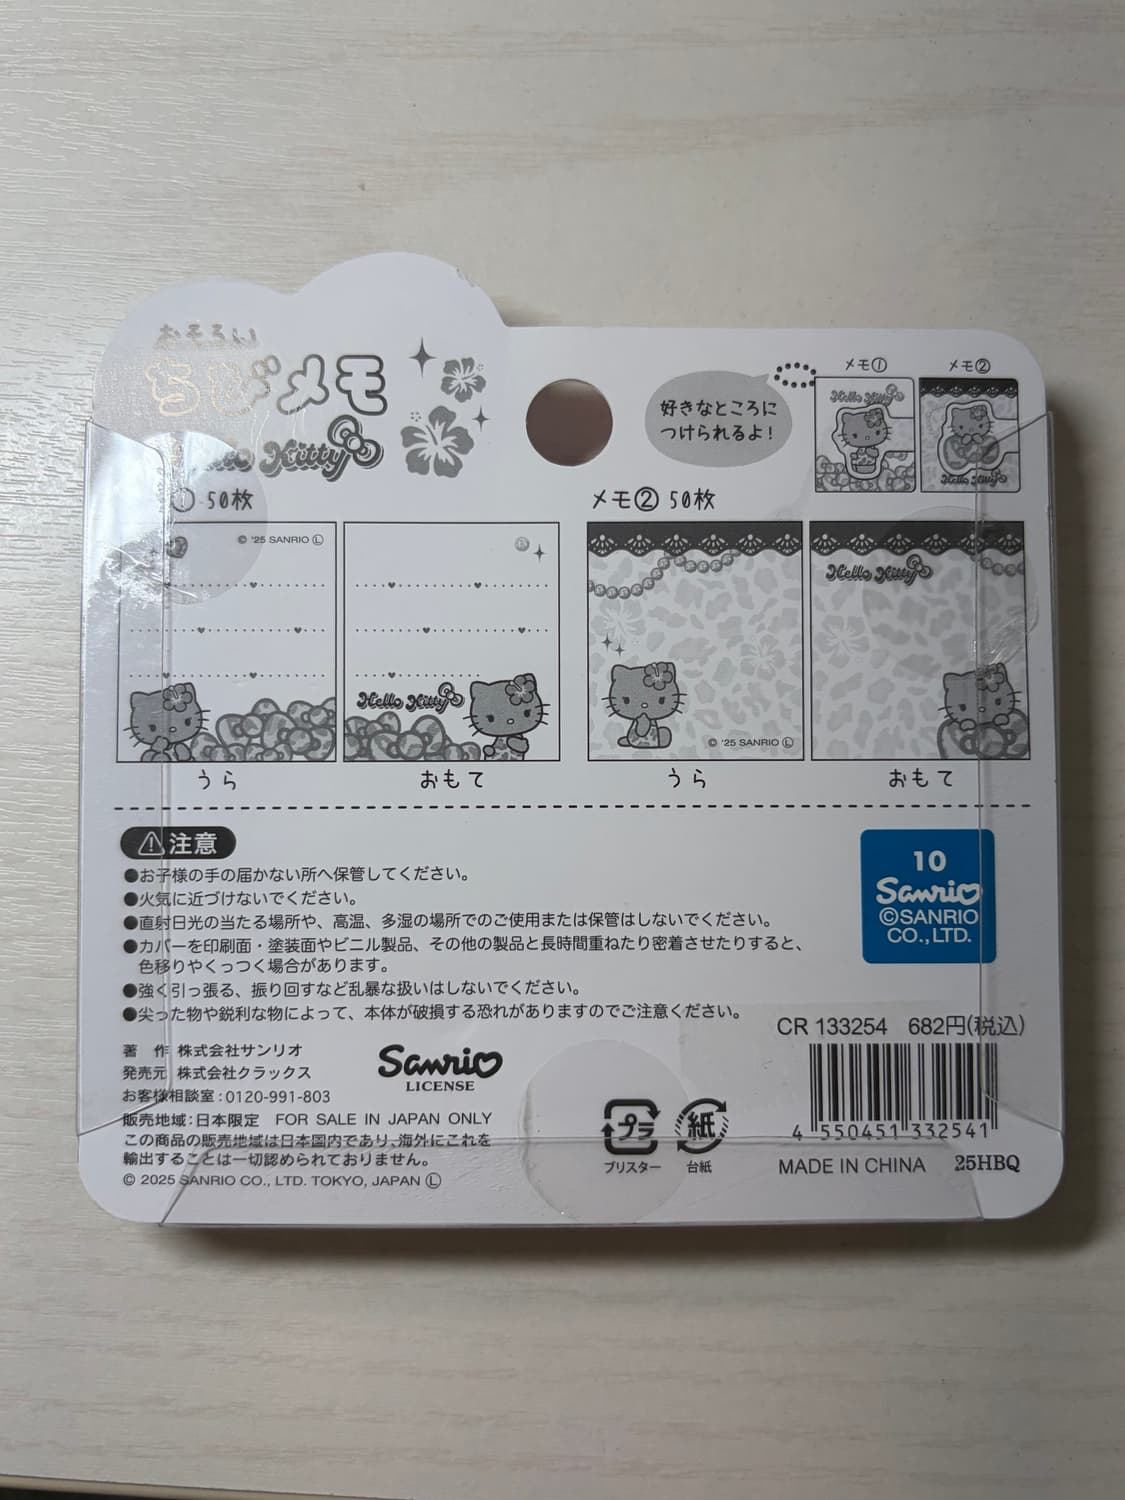 おそろい
ちびメモ
Hello Kitty
① 50枚
© '25 SANRIO Ⓛ
Hello Kitty
うら
おもて
好きなところに
つけられるよ!
メモ①
メモ②
Hello Kitty
Hello Kitty
メモ② 50枚
Hello Kitty
© '25 SANRIO Ⓛ
うら
おもて
⚠注意
●お子様の手の届かない所へ保管してください。
●火気に近づけないでください。
●直射日光の当たる場所や、高温、多湿の場所でのご使用または保管はしないでください。
●カバーを印刷面・塗装面やビニル製品、その他の製品と長時間重ねたり密着させたりすると、
色移りやくっつく場合があります。
●強く引っ張る、振り回すなど乱暴な扱いはしないでください。
●尖った物や鋭利な物によって、本体が破損する恐れがありますのでご注意ください。
10
Sanrio
©SANRIO
CO.,LTD.
著 作 株式会社サンリオ
発売元 株式会社クラックス
お客様相談室:0120-991-803
販売地域:日本限定 FOR SALE IN JAPAN ONLY
この商品の販売地域は日本国内であり、海外にこれを
輸出することは一切認められておりません。
© 2025 SANRIO CO., LTD. TOKYO, JAPAN Ⓛ
Sanrio
LICENSE
プラ
ブリスター
紙
台紙
CR 133254 682円(税込)
4 550451 332541
MADE IN CHINA 25HBQ